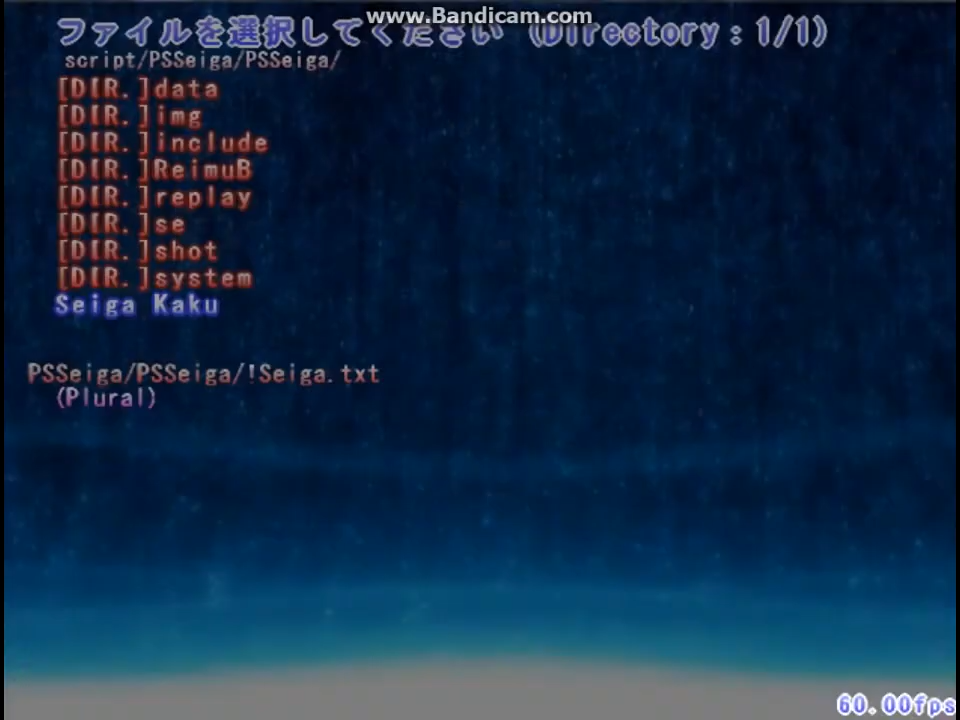 www.Bandicam.com
ファイルを選択してください (Directory : 1/1)
script/PSSeiga/PSSeiga/
[DIR.]data
[DIR.]img
[DIR.]include
[DIR.]ReimuB
[DIR.]replay
[DIR.]se
[DIR.]shot
[DIR.]system
Seiga Kaku
PSSeiga/PSSeiga/!Seiga.txt
(Plural)
60.00fps